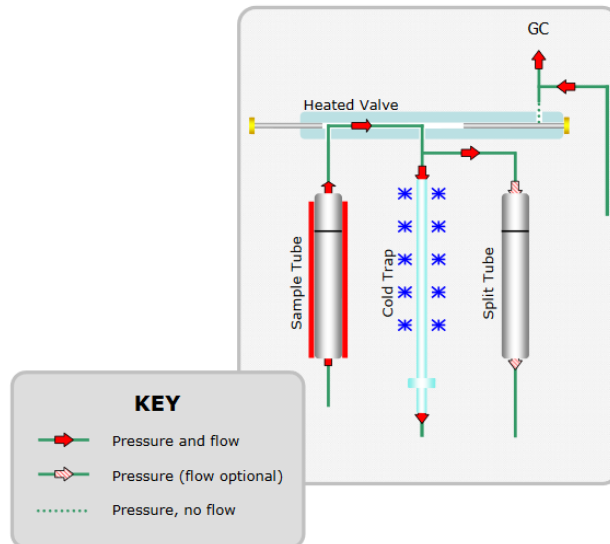 GC
Heated Valve
Sample Tube
Cold Trap
Split Tube
KEY
Pressure and flow
Pressure (flow optional)
Pressure, no flow